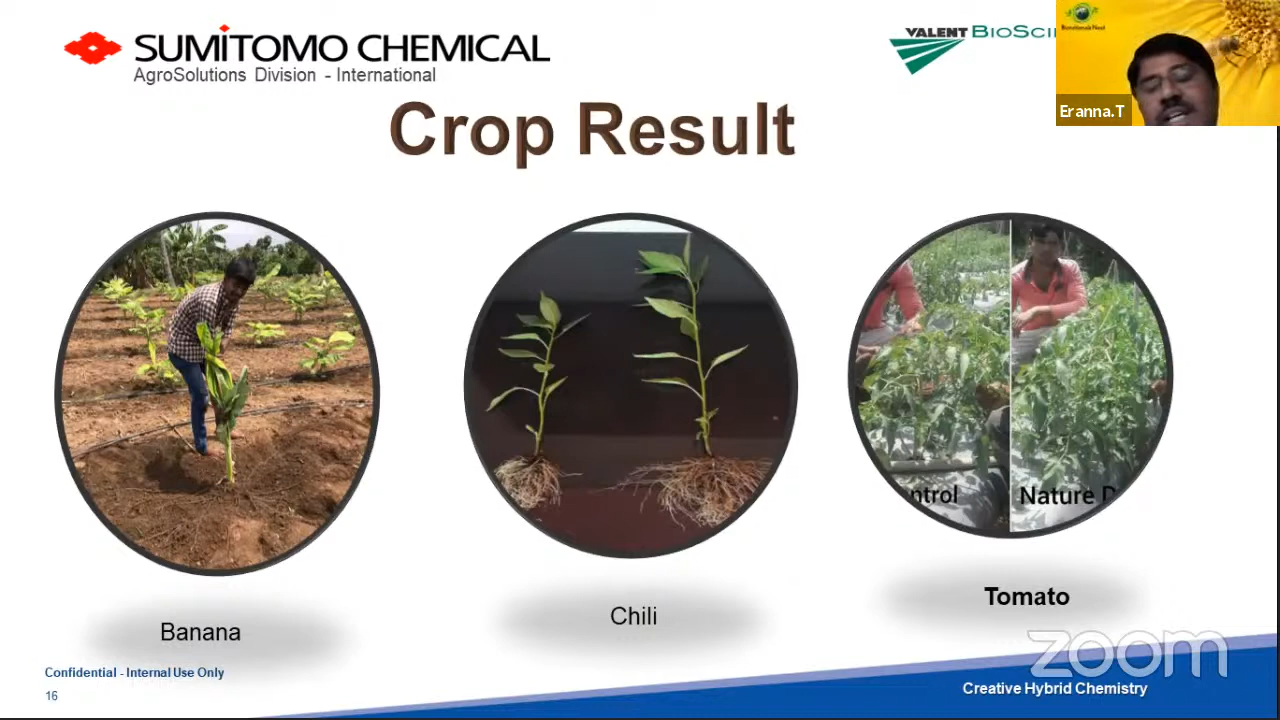 SUMITOMO CHEMICAL
AgroSolutions Division - International
VALENT
Eranna.T
Crop Result
Control
Nature
Banana
Chili
Tomato
Confidential - Internal Use Only
16
zoom
Creative Hybrid Chemistry